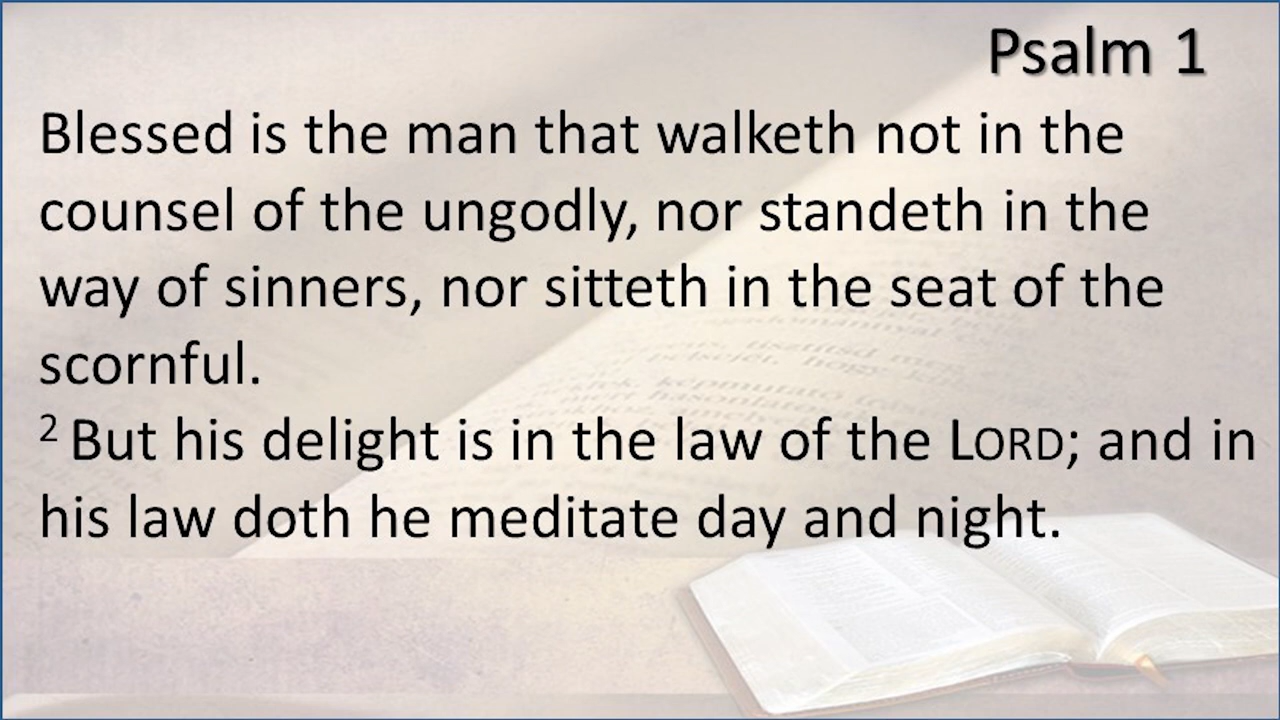 Psalm 1
Blessed is the man that walketh not in the
counsel of the ungodly, nor standeth in the
way of sinners, nor sitteth in the seat of the
scornful.
2 But his delight is in the law of the LORD; and in
his law doth he meditate day and night.